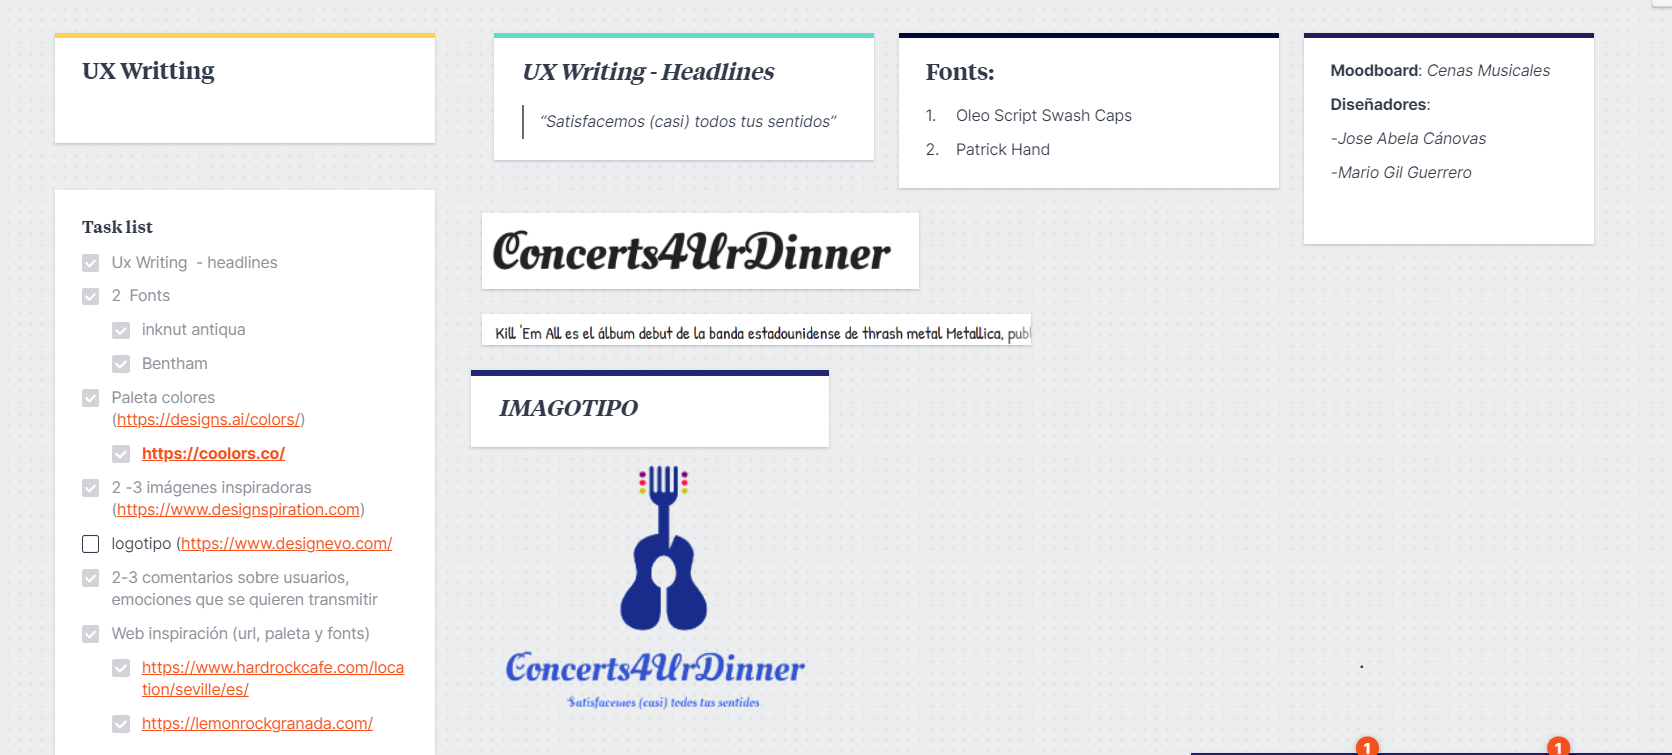 UX Writting
Task list
Ux Writing - headlines
2 Fonts
inknut antiqua
Bentham
Paleta colores
(https://designs.ai/colors/)
https://coolors.co/
2 -3 imágenes inspiradoras
(https://www.designspiration.com)
logotipo (https://www.designevo.com/
2-3 comentarios sobre usuarios,
emociones que se quieren transmitir
Web inspiración (url, paleta y fonts)
https://www.hardrockcafe.com/loca
tion/seville/es/
https://lemonrockgranada.com/
UX Writing - Headlines
“Satisfacemos (casi) todos tus sentidos”
Fonts:
1. Oleo Script Swash Caps
2. Patrick Hand
Moodboard: Cenas Musicales
Diseñadores:
-Jose Abela Cánovas
-Mario Gil Guerrero
Concerts4UrDinner
Kill 'Em All es el álbum debut de la banda estadounidense de thrash metal Metallica, publ
IMAGOTIPO
Concerts4UrDinner
Satisfacemos (casi) todos tus sentidos
1 1